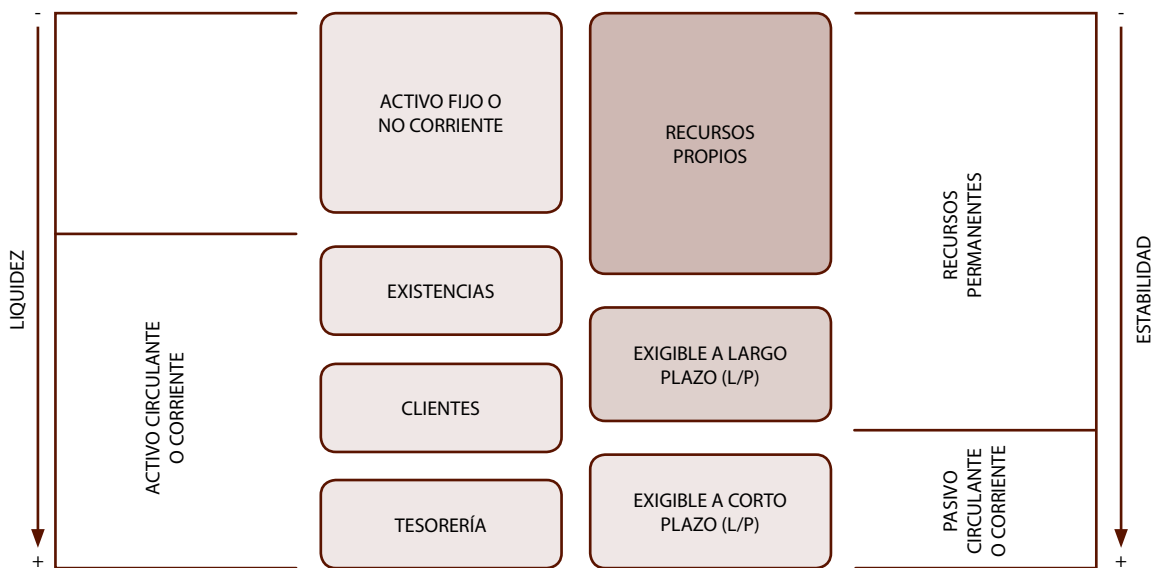 -
LIQUIDEZ
+
ACTIVO CIRCULANTE
O CORRIENTE
ACTIVO FIJO O
NO CORRIENTE
EXISTENCIAS
CLIENTES
TESORERÍA
RECURSOS
PROPIOS
EXIGIBLE A LARGO
PLAZO (L/P)
EXIGIBLE A CORTO
PLAZO (L/P)
RECURSOS
PERMANENTES
PASIVO
CIRCULANTE
O CORRIENTE
-
ESTABILIDAD
+